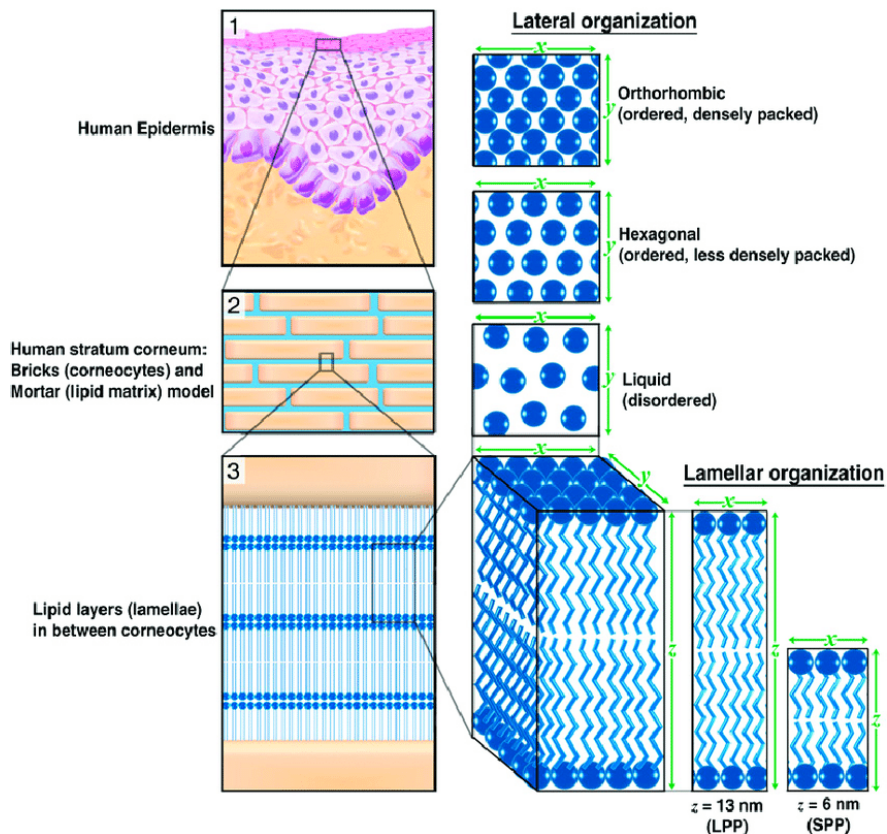 1
Human Epidermis
2
Human stratum corneum:
Bricks (corneocytes) and
Mortar (lipid matrix) model
3
Lipid layers (lamellae)
in between corneocytes
Lateral organization
x
y
Orthorhombic
(ordered, densely packed)
x
y
Hexagonal
(ordered, less densely packed)
x
y
Liquid
(disordered)
x
y
z
Lamellar organization
x
z
z = 13 nm
(LPP)
x
z
z = 6 nm
(SPP)